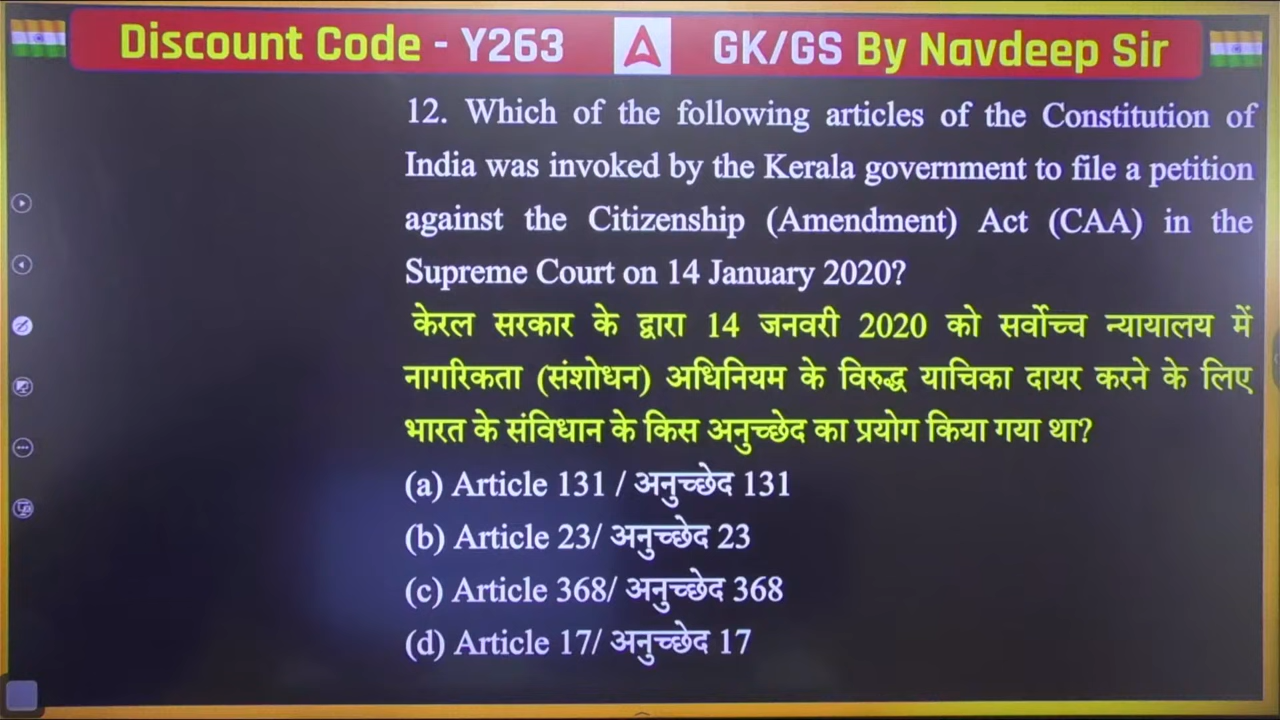 Discount Code - Y263 GK/GS By Navdeep Sir
12. Which of the following articles of the Constitution of
India was invoked by the Kerala government to file a petition
against the Citizenship (Amendment) Act (CAA) in the
Supreme Court on 14 January 2020?
केरल सरकार के द्वारा 14 जनवरी 2020 को सर्वोच्च न्यायालय में
नागरिकता (संशोधन) अधिनियम के विरुद्ध याचिका दायर करने के लिए
भारत के संविधान के किस अनुच्छेद का प्रयोग किया गया था?
(a) Article 131 / अनुच्छेद 131
(b) Article 23/ अनुच्छेद 23
(c) Article 368/ अनुच्छेद 368
(d) Article 17/ अनुच्छेद 17